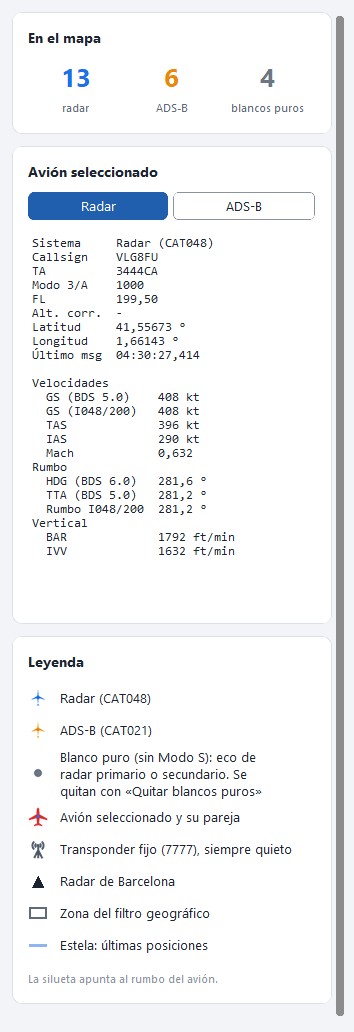 En el mapa
13 6 4
radar ADS-B blancos puros
Avión seleccionado
Radar ADS-B
Sistema Radar (CAT048)
Callsign VLG8FU
TA 3444CA
Modo 3/A 1000
FL 199,50
Alt. corr. -
Latitud 41,55673 º
Longitud 1,66143 º
Último msg 04:30:27,414
Velocidades
GS (BDS 5.0) 408 kt
GS (I048/200) 408 kt
TAS 396 kt
IAS 290 kt
Mach 0,632
Rumbo
HDG (BDS 6.0) 281,6 º
TTA (BDS 5.0) 281,2 º
Rumbo I048/200 281,2 º
Vertical
BAR 1792 ft/min
IVV 1632 ft/min
Leyenda
Radar (CAT048)
ADS-B (CAT021)
Blanco puro (sin Modo S): eco de
radar primario o secundario. Se
quitan con «Quitar blancos puros»
Avión seleccionado y su pareja
Transponder fijo (7777), siempre quieto
Radar de Barcelona
Zona del filtro geográfico
Estela: últimas posiciones
La silueta apunta al rumbo del avión.